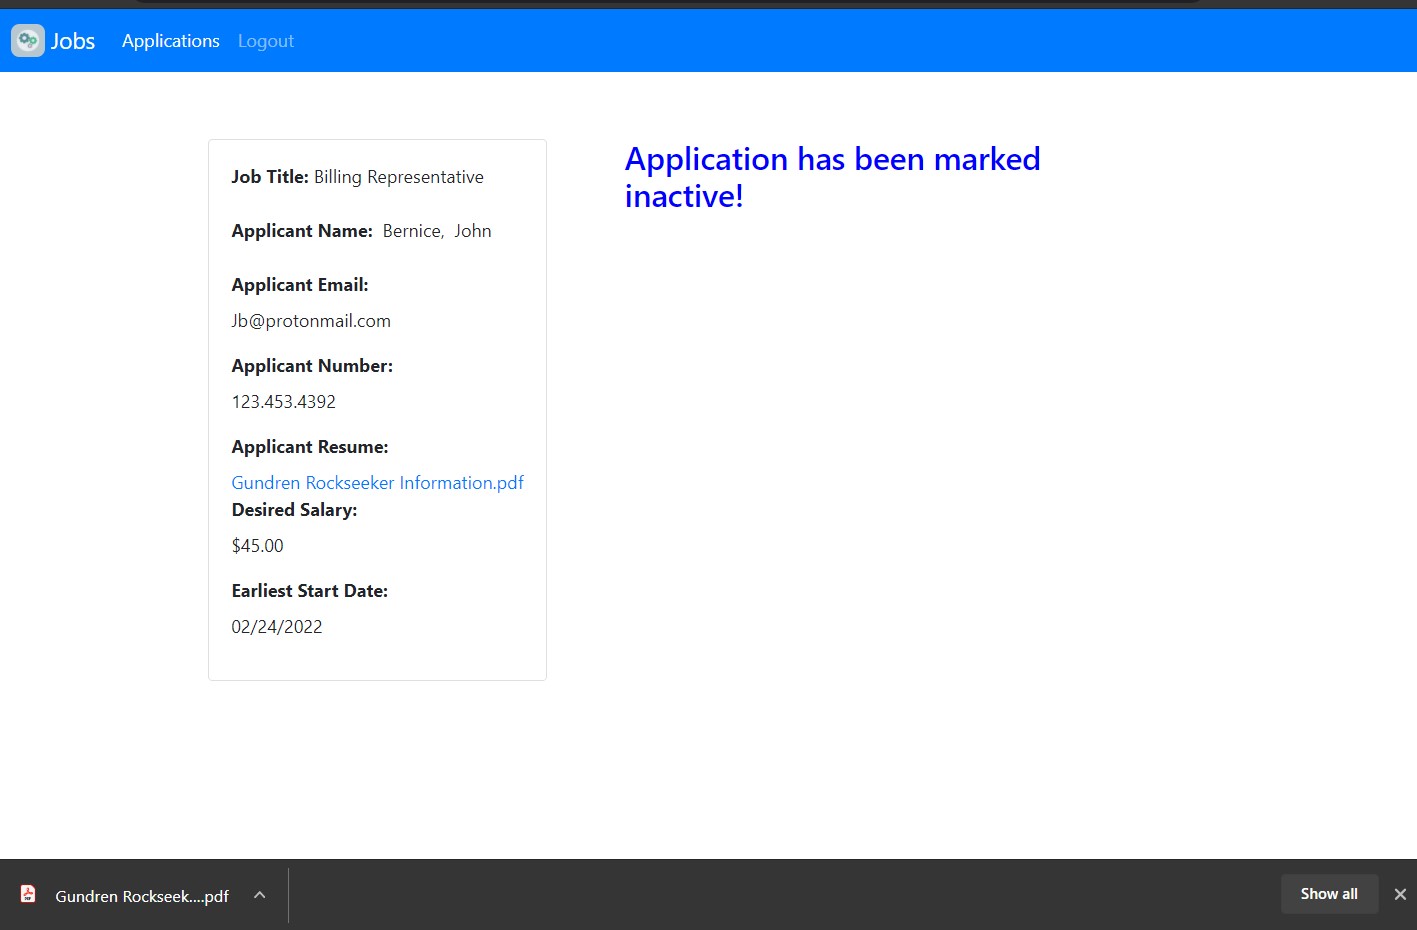 Jobs Applications Logout
Job Title: Billing Representative
Applicant Name: Bernice, John
Applicant Email:
Jb@protonmail.com
Applicant Number:
123.453.4392
Applicant Resume:
Gundren Rockseeker Information.pdf
Desired Salary:
$45.00
Earliest Start Date:
02/24/2022
Application has been marked
inactive!
Gundren Rockseek....pdf
Show all